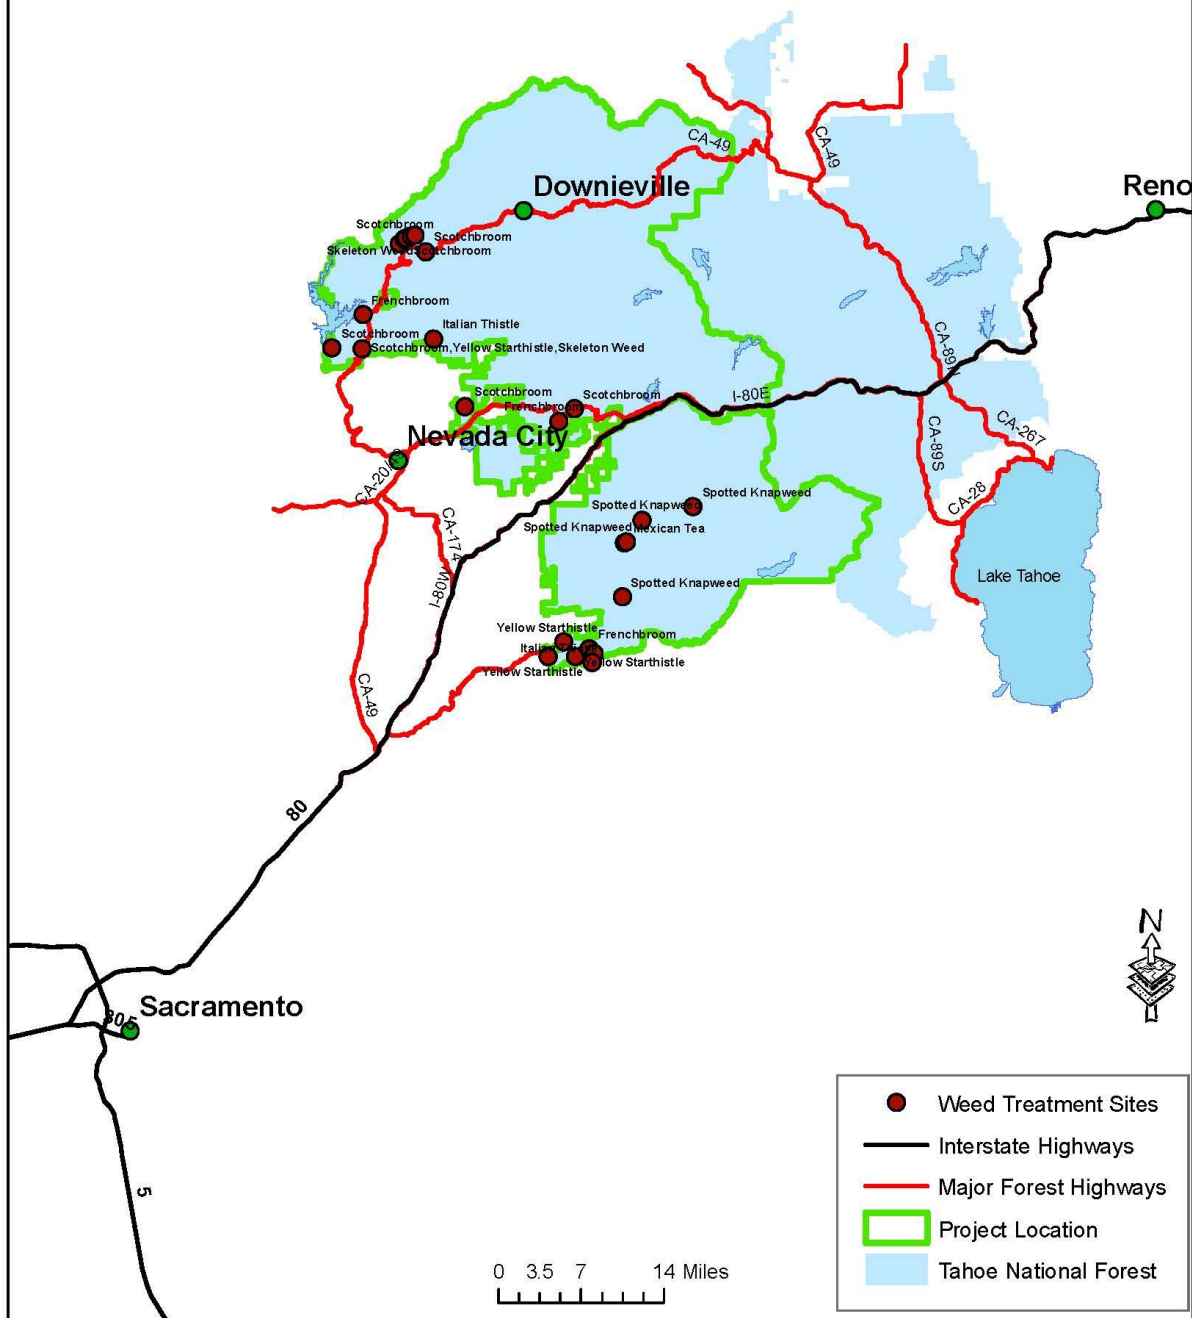 CA-49
CA-49
Downieville
Reno
Scotchbroom
Scotchbroom
Skeleton Weed
Scotchbroom
Frenchbroom
Italian Thistle
Scotchbroom
Scotchbroom,Yellow Starthistle,Skeleton Weed
CA-89N
Scotchbroom
Scotchbroom
I-80E
Frenchbroom
Nevada City
CA-267
CA-89S
CA-20/49
CA-28
Spotted Knapweed
Spotted Knapweed
CA-174
Spotted Knapweed
Mexican Tea
Lake Tahoe
I-80W
Spotted Knapweed
Yellow Starthistle
Frenchbroom
Italian Thistle
Yellow Starthistle
Yellow Starthistle
CA-49
80
N
Sacramento
305
5
Weed Treatment Sites
Interstate Highways
Major Forest Highways
Project Location
Tahoe National Forest
0 3.5 7 14 Miles